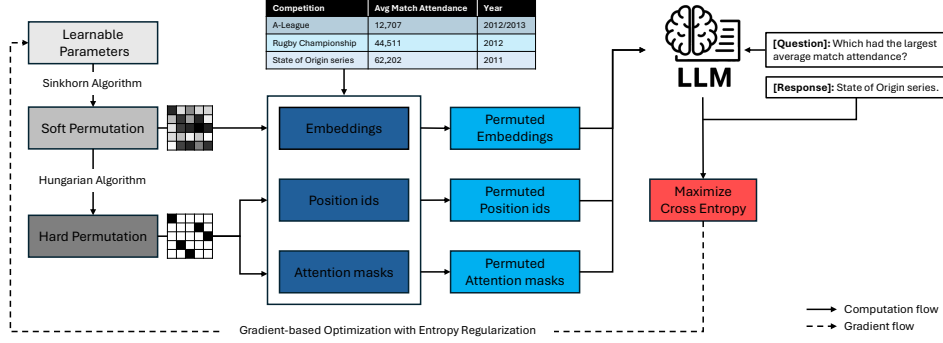 Competition Avg Match Attendance Year
A-League 12,707 2012/2013
Rugby Championship 44,511 2012
State of Origin series 62,202 2011
Learnable
Parameters
Sinkhorn Algorithm
Soft Permutation
Hungarian Algorithm
Hard Permutation
Embeddings
Position ids
Attention masks
Permuted
Embeddings
Permuted
Position ids
Permuted
Attention masks
LLM
[Question]: Which had the largest
average match attendance?
[Response]: State of Origin series.
Maximize
Cross Entropy
Gradient-based Optimization with Entropy Regularization
Computation flow
Gradient flow